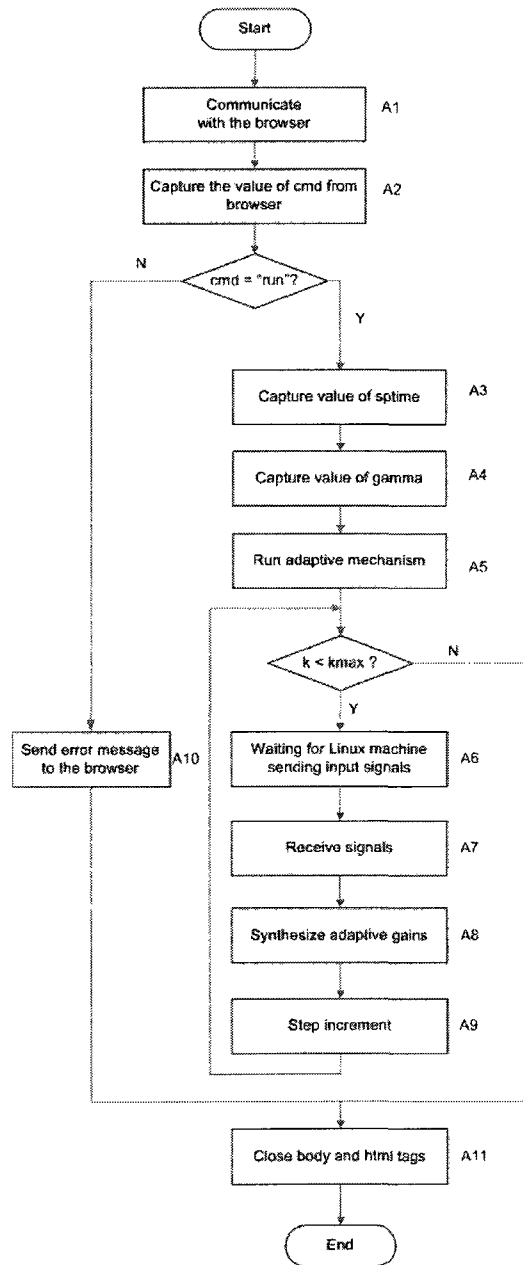 Start
Communicate
with the browser
A1
Capture the value of cmd from
browser
A2
N
cmd = "run"?
Y
Capture value of sptime
A3
Capture value of gamma
A4
Run adaptive mechanism
A5
k < kmax ?
N
Y
Send error message
to the browser
A10
Waiting for Linux machine
sending input signals
A6
Receive signals
A7
Synthesize adaptive gains
A8
Step increment
A9
Close body and html tags
A11
End